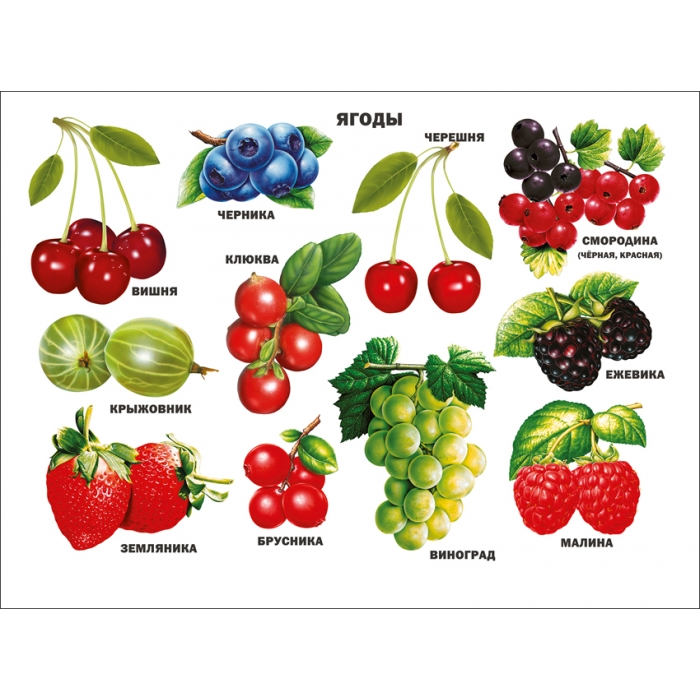 ЯГОДЫ
ЧЕРЕШНЯ
ЧЕРНИКА
СМОРОДИНА
(ЧЁРНАЯ, КРАСНАЯ)
КЛЮКВА
ВИШНЯ
ЕЖЕВИКА
КРЫЖОВНИК
ЗЕМЛЯНИКА
БРУСНИКА
ВИНОГРАД
МАЛИНА